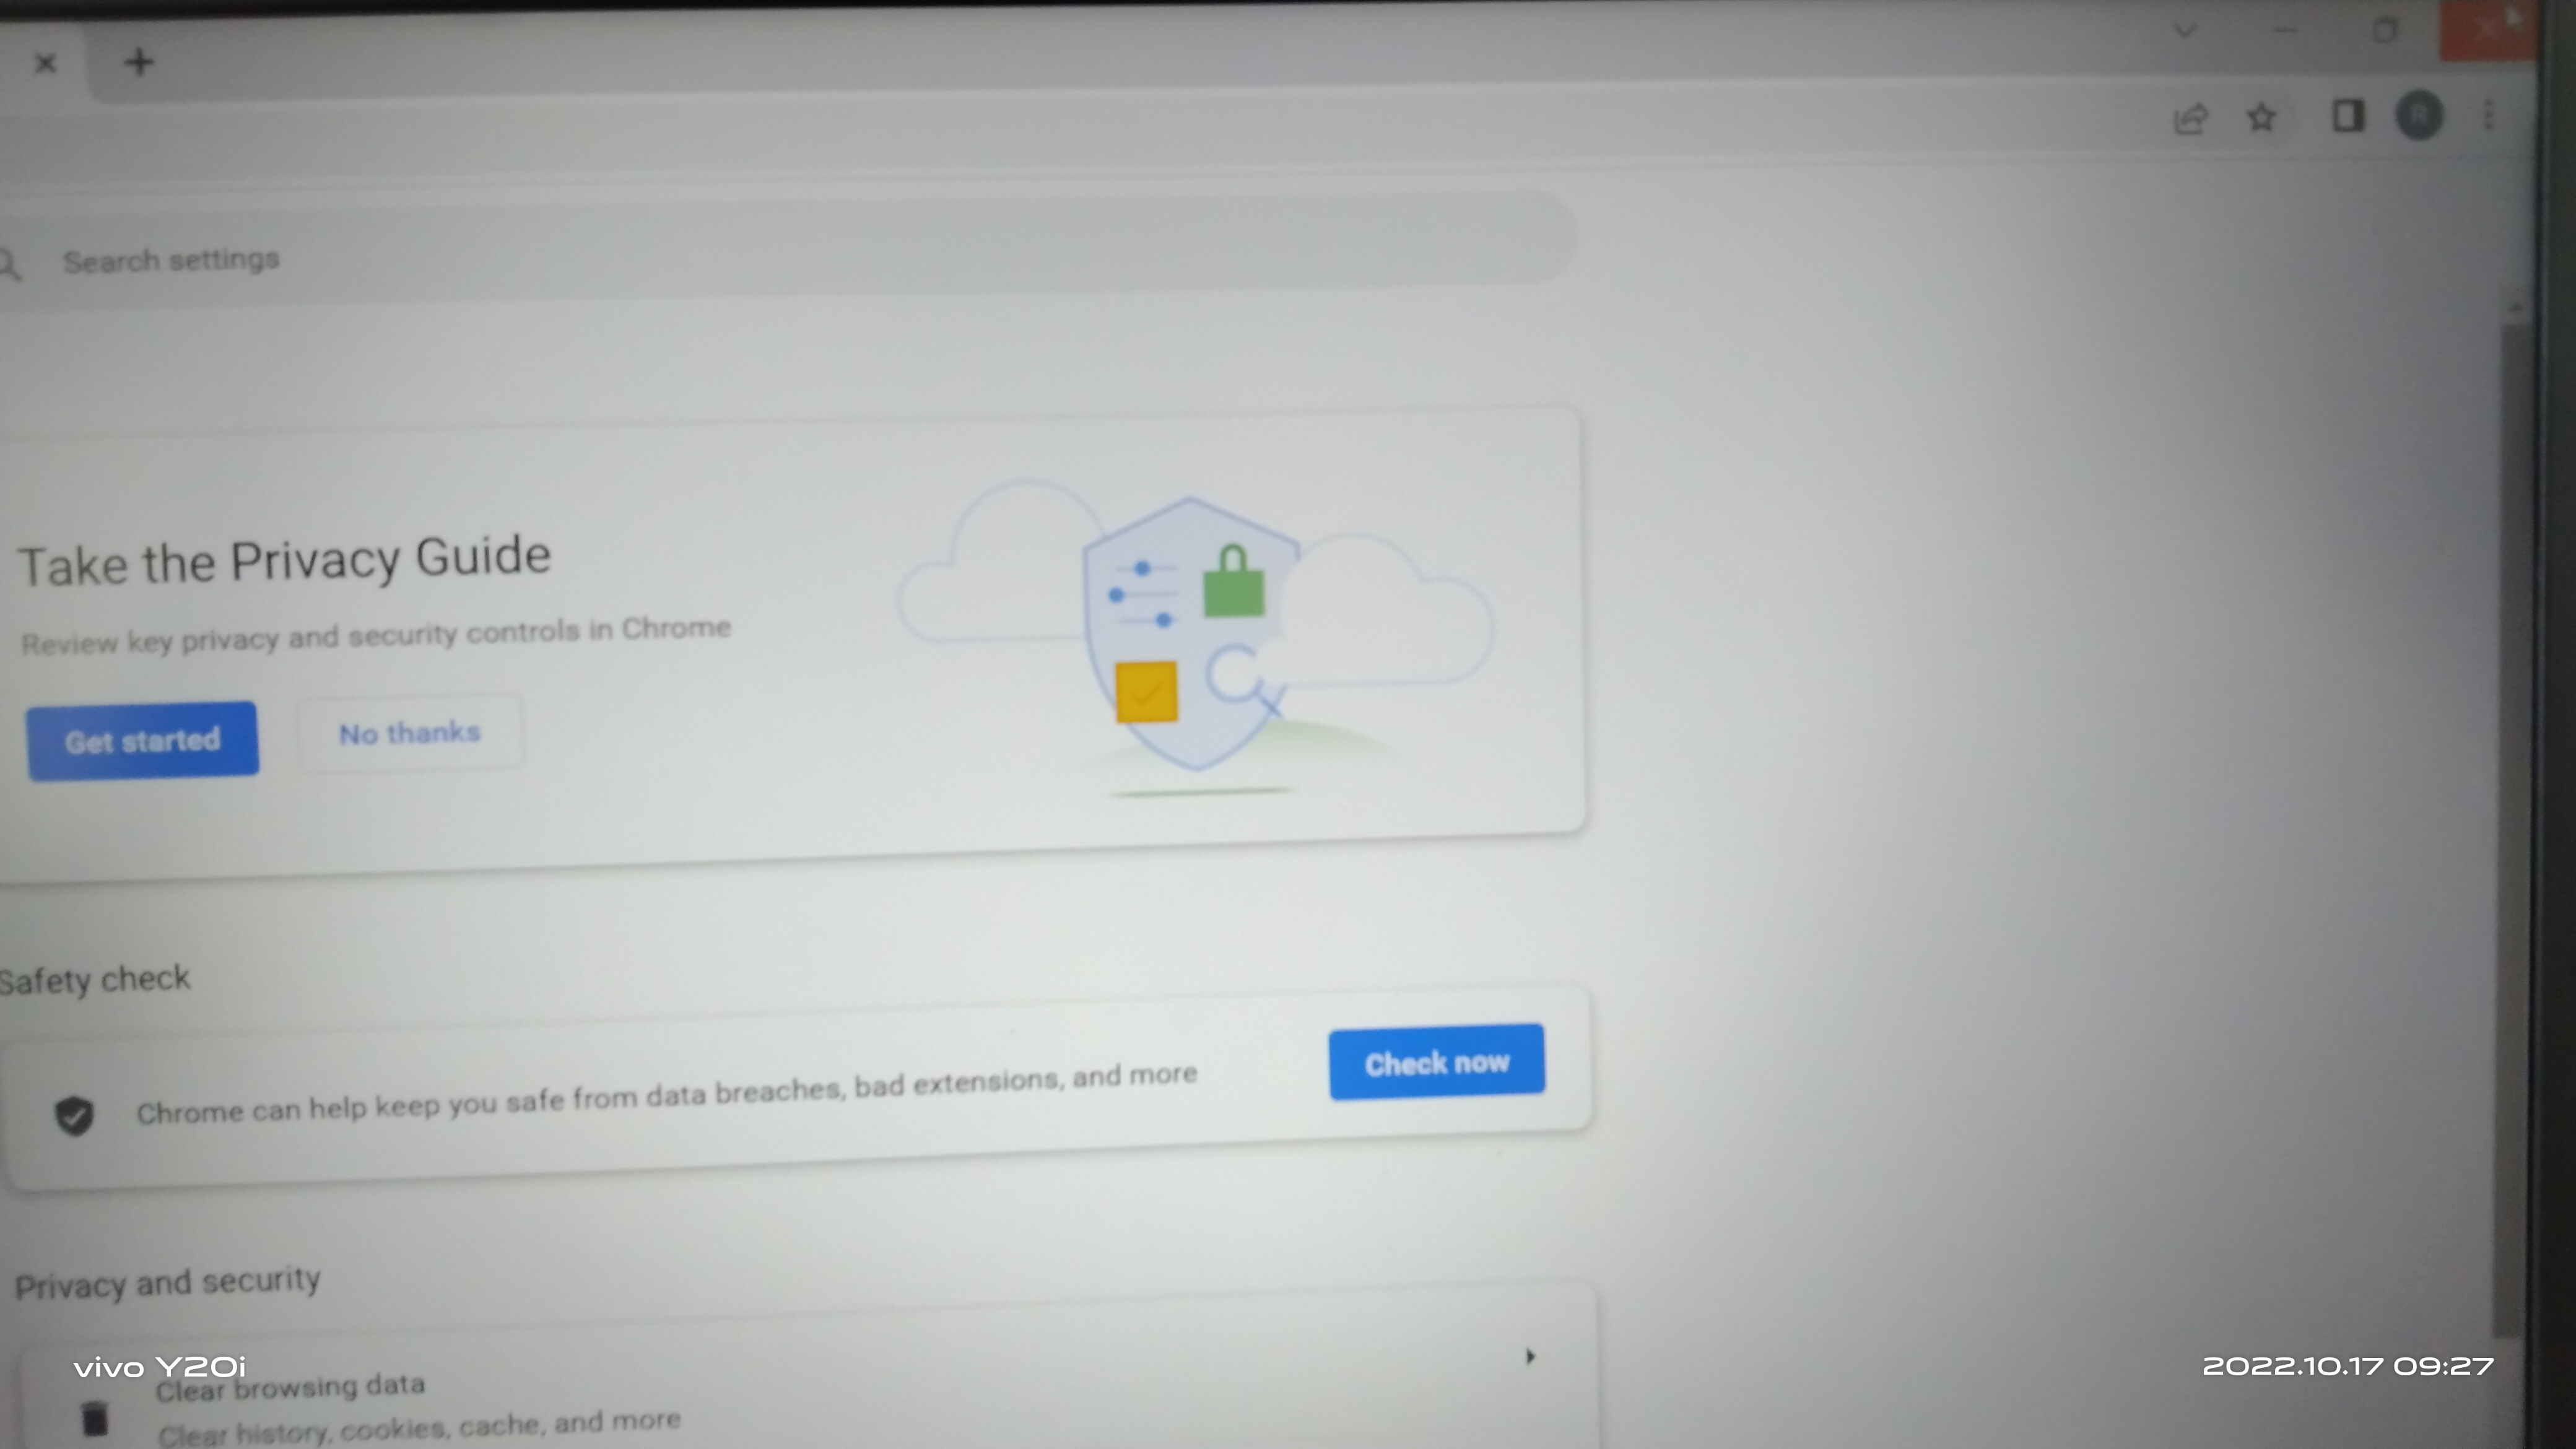 Search settings
Take the Privacy Guide
Review key privacy and security controls in Chrome
Get started
No thanks
Safety check
Chrome can help keep you safe from data breaches, bad extensions, and more
Check now
Privacy and security
Clear browsing data
Clear history, cookies, cache, and more
R
vivo Y20i
2022.10.17 09:27